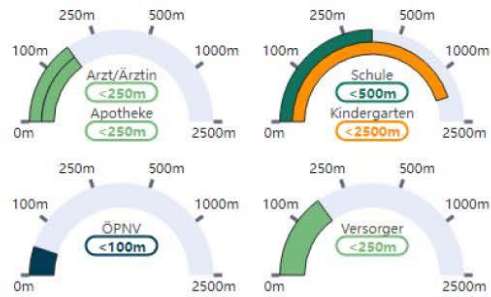 250m 500m
100m 1000m
Arzt/Ärztin
<250m
Apotheke
<250m
0m 2500m
250m 500m
100m 1000m
Schule
<500m
Kindergarten
<2500m
0m 2500m
250m 500m
100m 1000m
ÖPNV
<100m
0m 2500m
250m 500m
100m 1000m
Versorger
<250m
0m 2500m